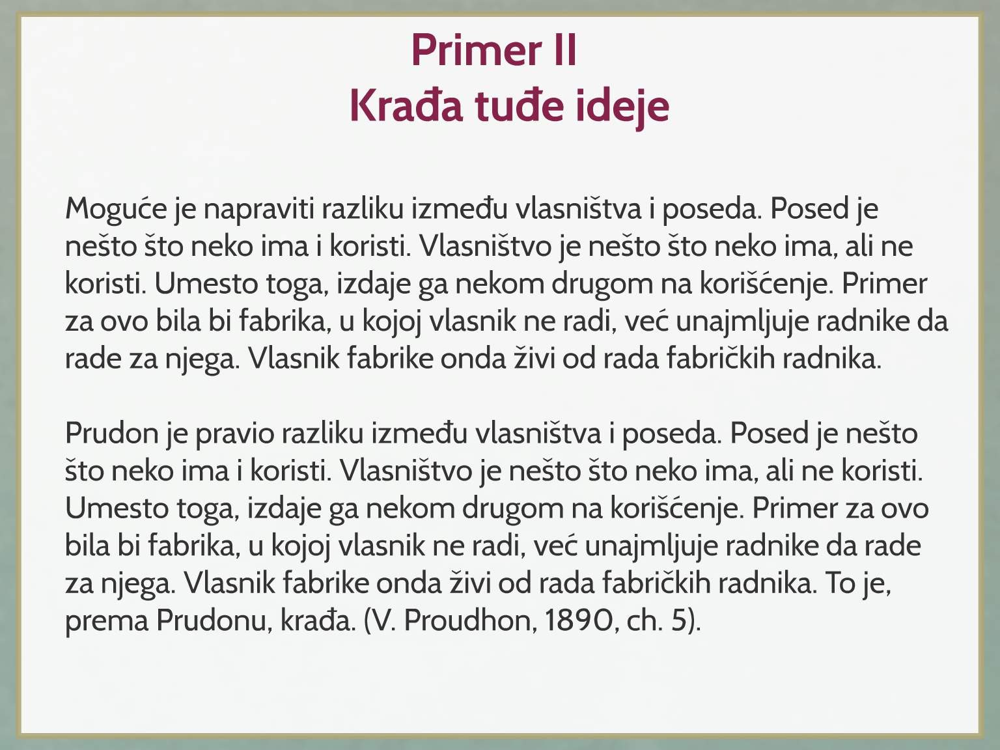 Primer II
Krađa tuđe ideje
Moguće je napraviti razliku između vlasništva i poseda. Posed je
nešto što neko ima i koristi. Vlasništvo je nešto što neko ima, ali ne
koristi. Umesto toga, izdaje ga nekom drugom na korišćenje. Primer
za ovo bila bi fabrika, u kojoj vlasnik ne radi, već unajmljuje radnike da
rade za njega. Vlasnik fabrike onda živi od rada fabričkih radnika.
Prudon je pravio razliku između vlasništva i poseda. Posed je nešto
što neko ima i koristi. Vlasništvo je nešto što neko ima, ali ne koristi.
Umesto toga, izdaje ga nekom drugom na korišćenje. Primer za ovo
bila bi fabrika, u kojoj vlasnik ne radi, već unajmljuje radnike da rade
za njega. Vlasnik fabrike onda živi od rada fabričkih radnika. To je,
prema Prudonu, krađa. (V. Proudhon, 1890, ch. 5).